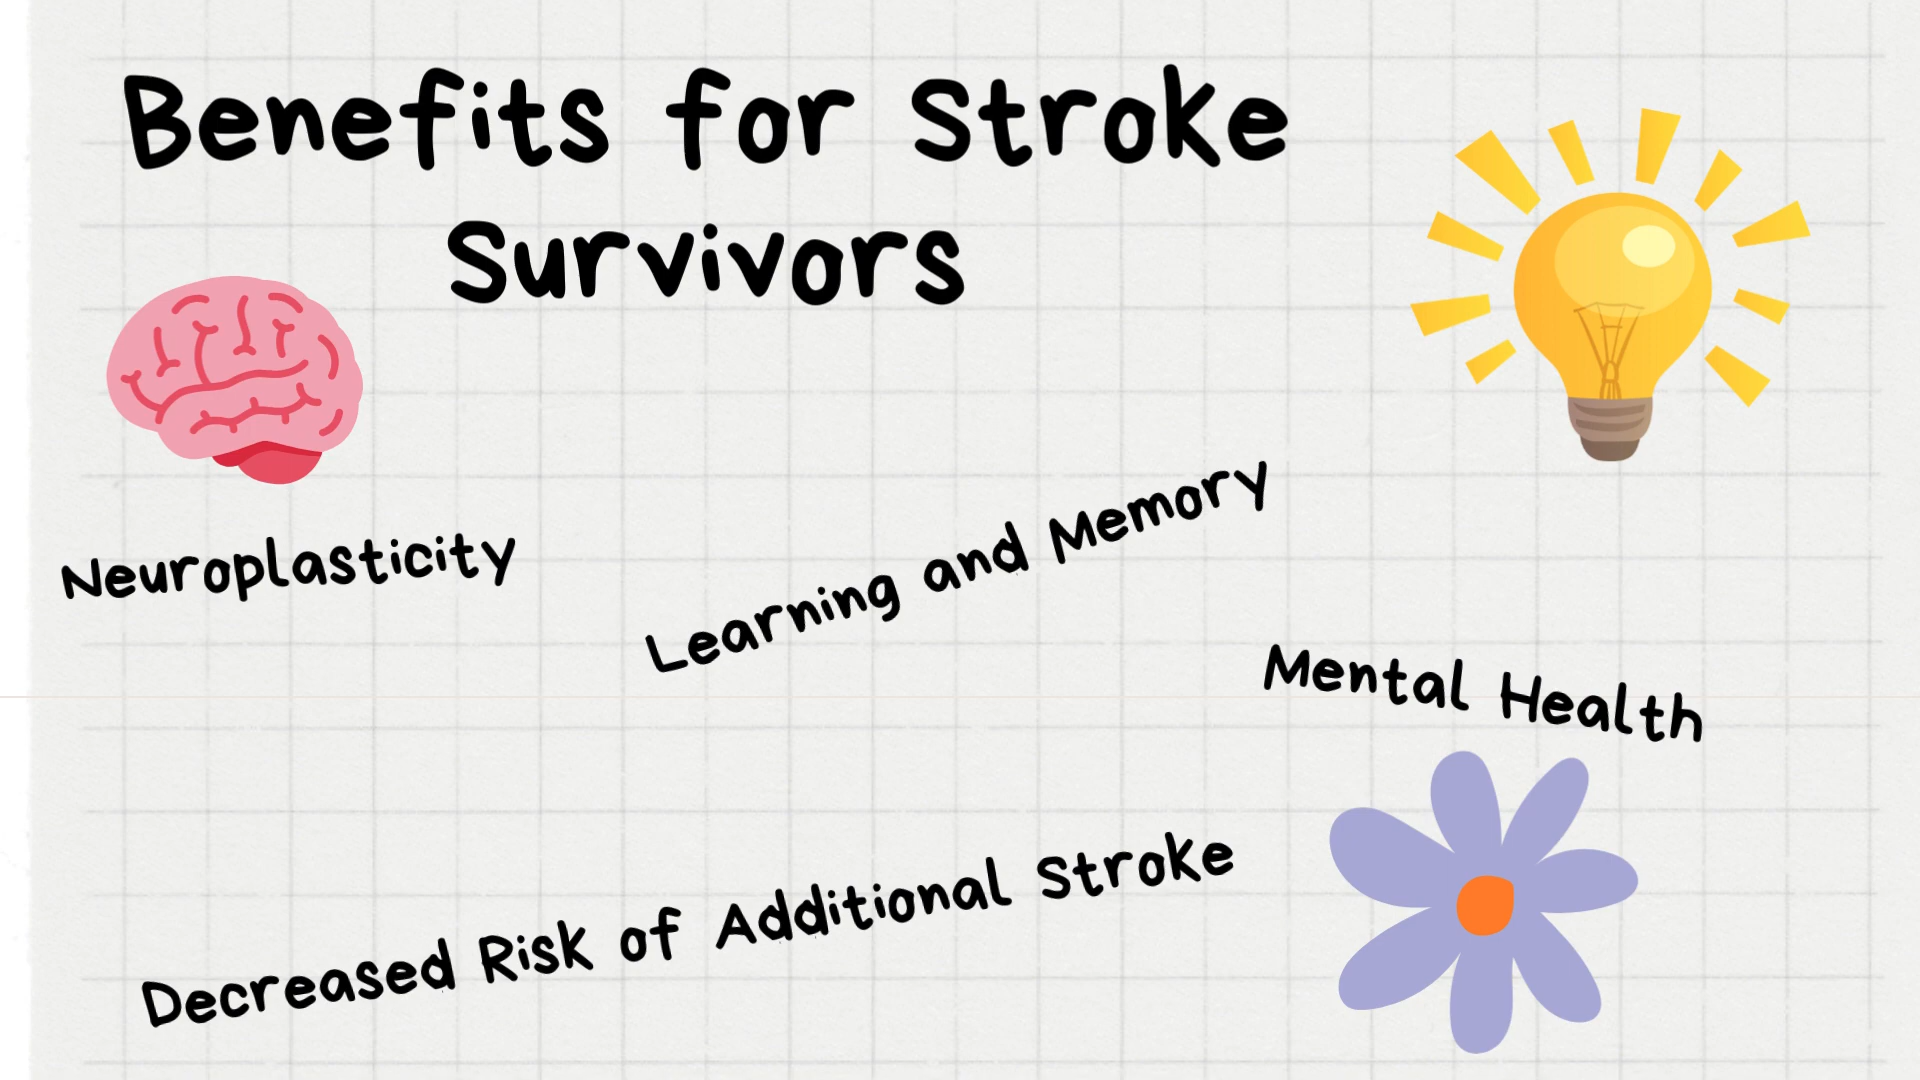 Benefits for Stroke
Survivors
Neuroplasticity
Learning and Memory
Mental Health
Decreased Risk of Additional Stroke